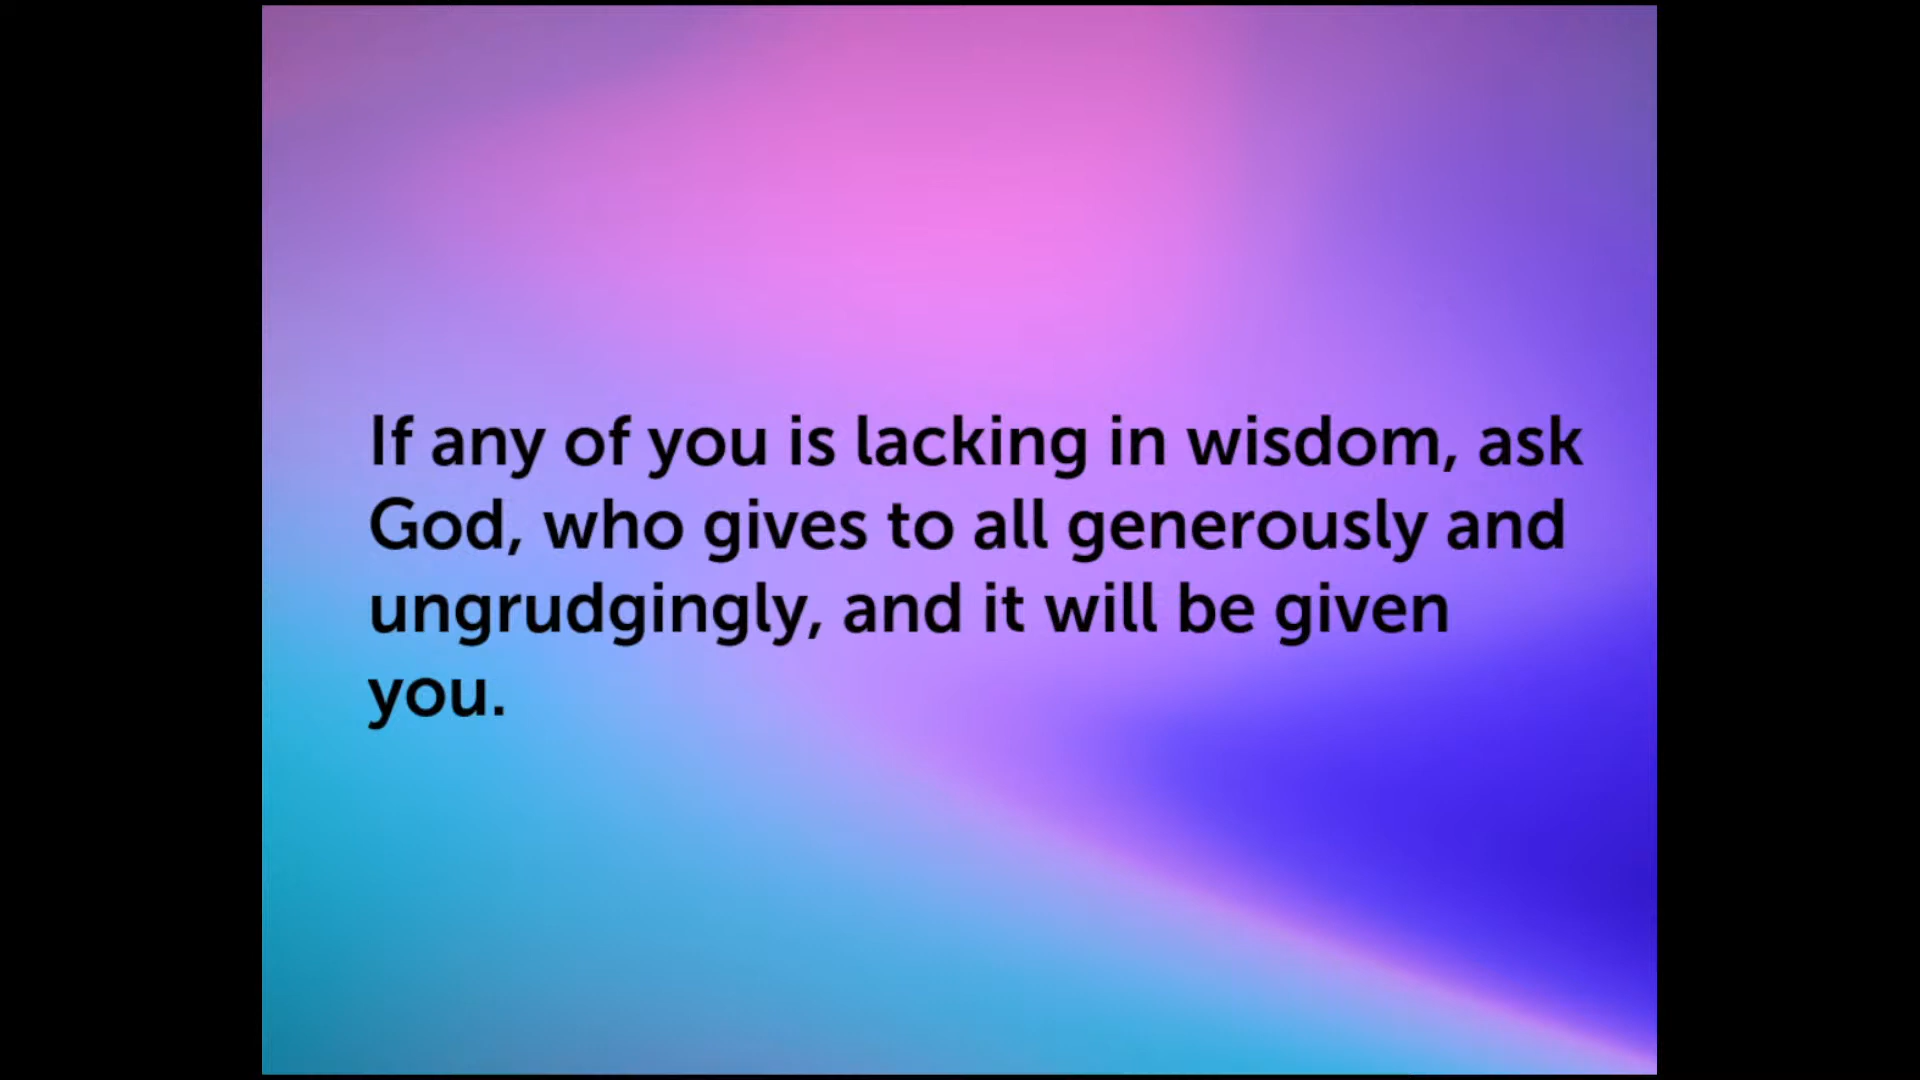 If any of you is lacking in wisdom, ask
God, who gives to all generously and
ungrudgingly, and it will be given
you.